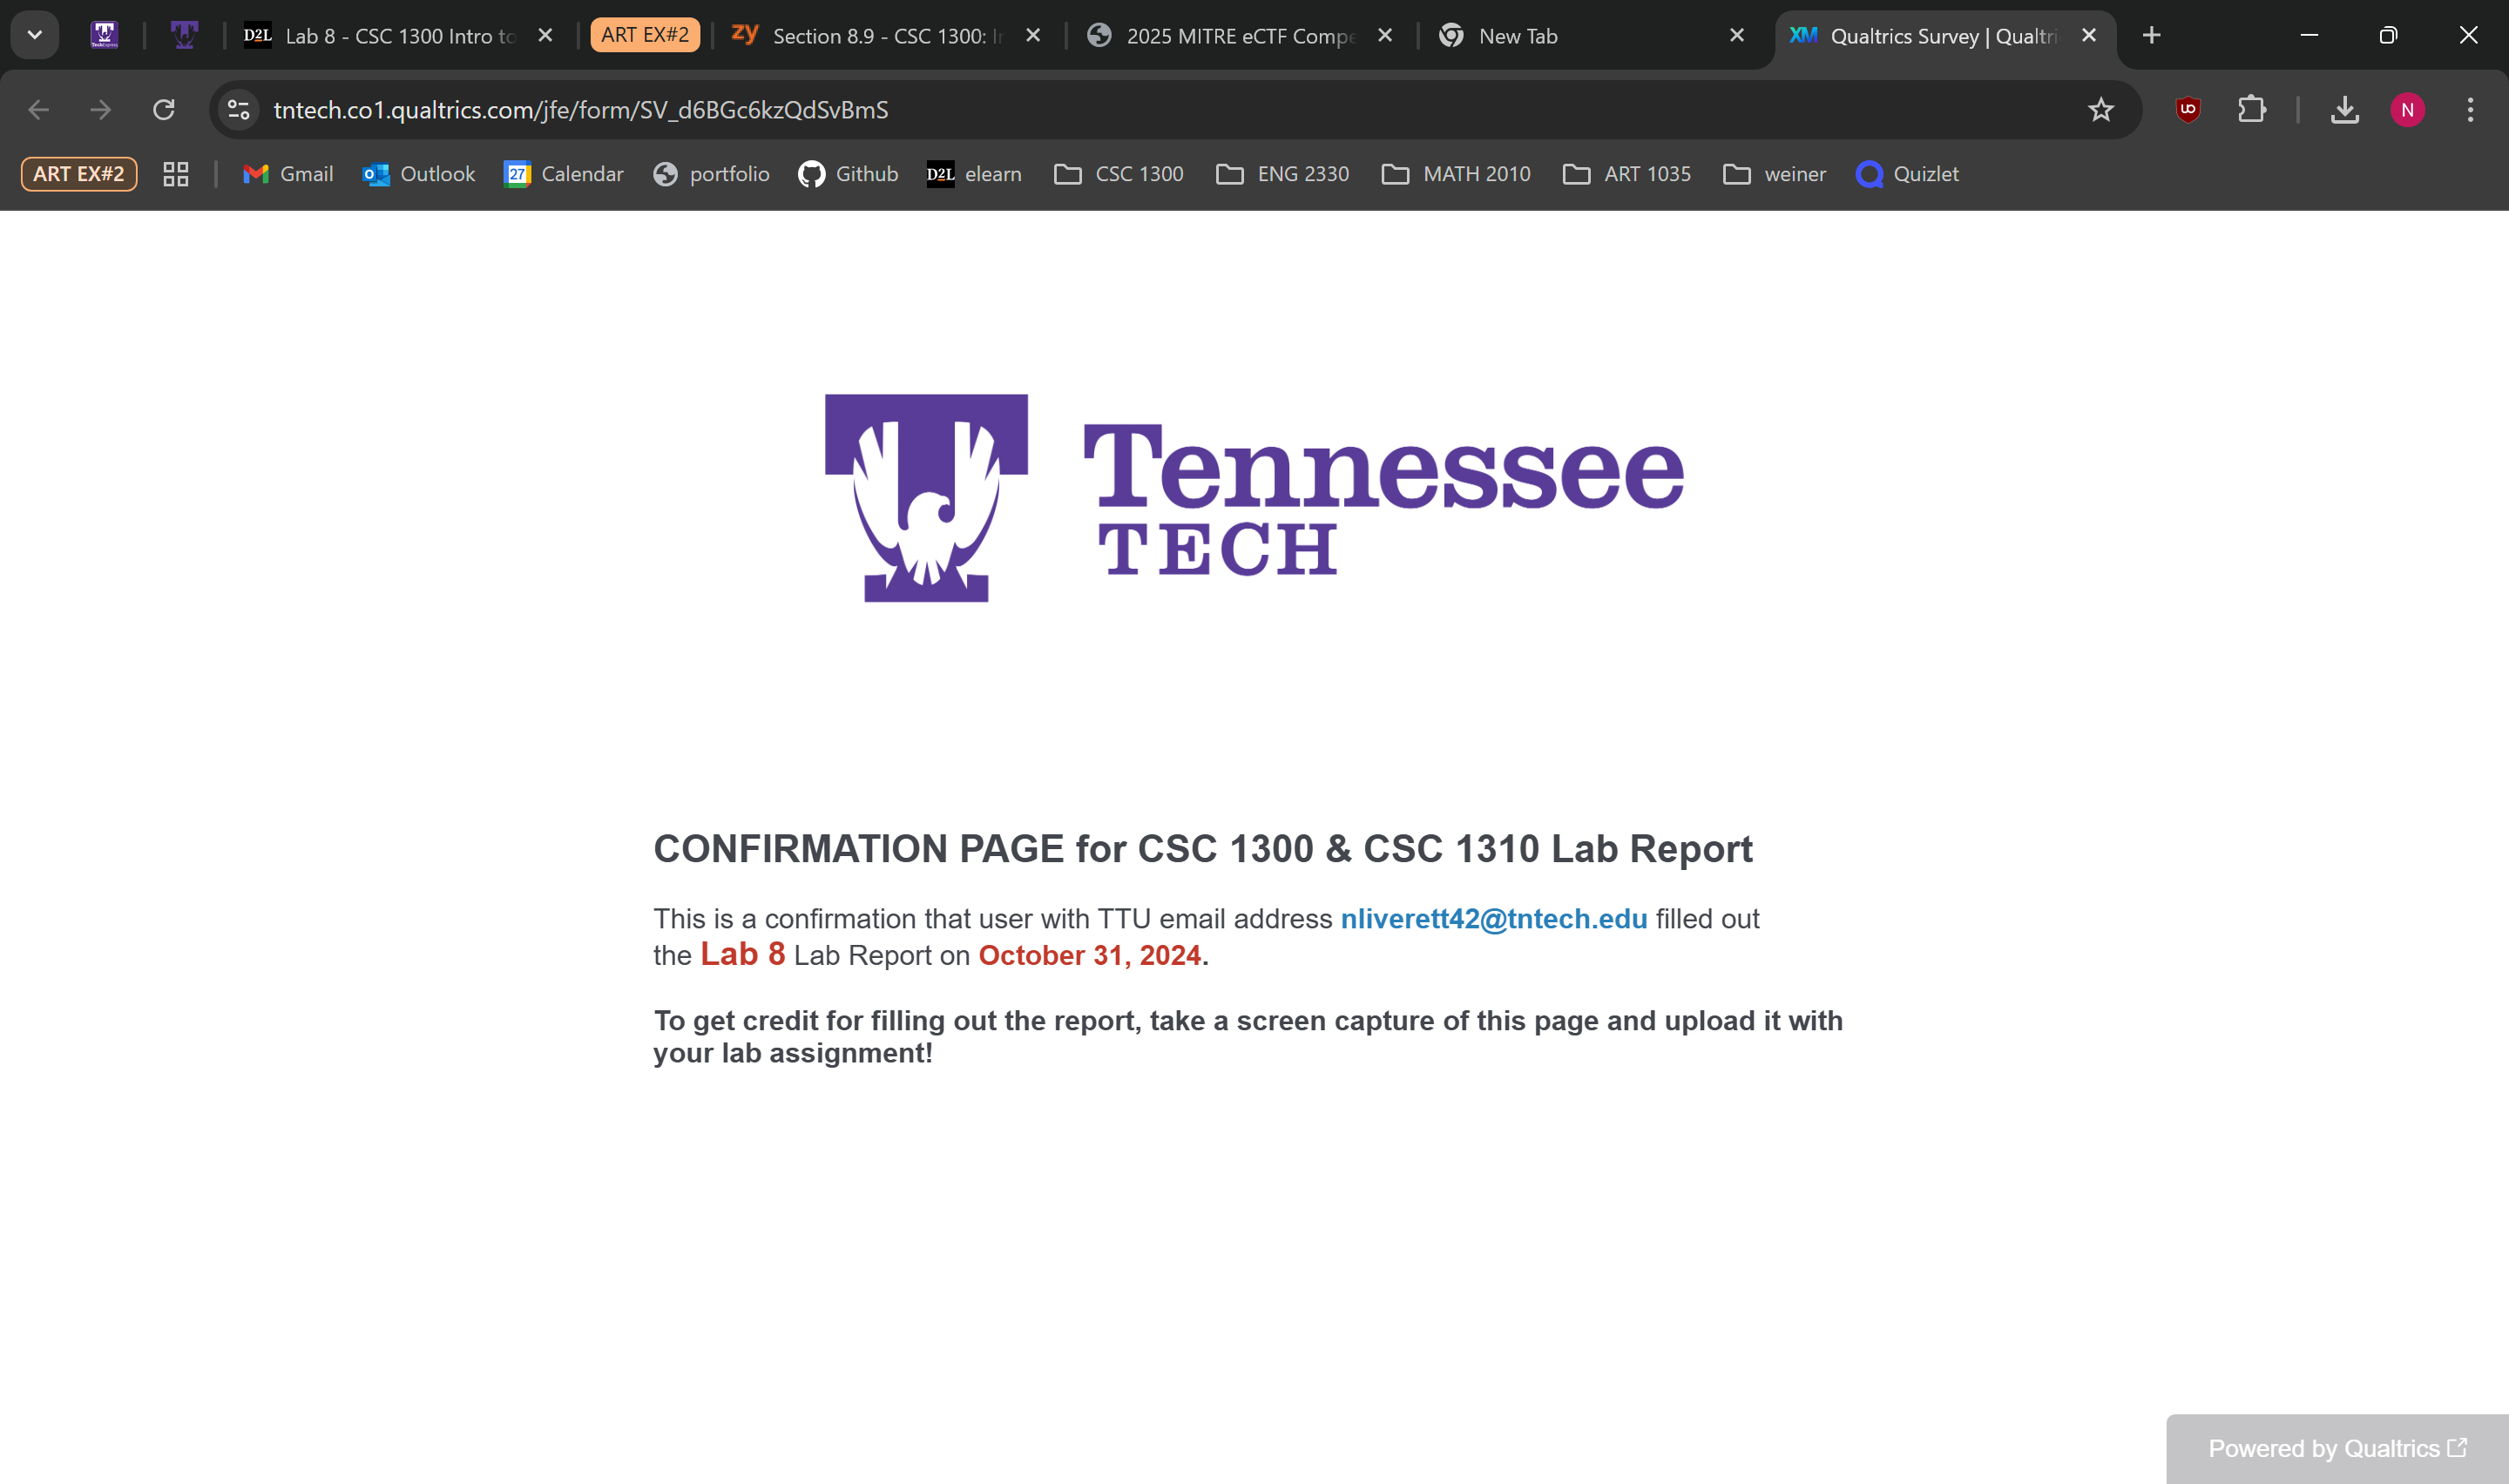 D2L Lab 8 - CSC 1300 Intro to
ART EX#2
zy Section 8.9 - CSC 1300: I
2025 MITRE eCTF Compe
New Tab
XM Qualtrics Survey | Qualtri
tntech.co1.qualtrics.com/jfe/form/SV_d6BGc6kzQdSvBmS
N
ART EX#2
Gmail
Outlook
27 Calendar
portfolio
Github
D2L elearn
CSC 1300
ENG 2330
MATH 2010
ART 1035
weiner
Quizlet
Tennessee
TECH
CONFIRMATION PAGE for CSC 1300 & CSC 1310 Lab Report
This is a confirmation that user with TTU email address nliverett42@tntech.edu filled out
the Lab 8 Lab Report on October 31, 2024.
To get credit for filling out the report, take a screen capture of this page and upload it with
your lab assignment!
Powered by Qualtrics